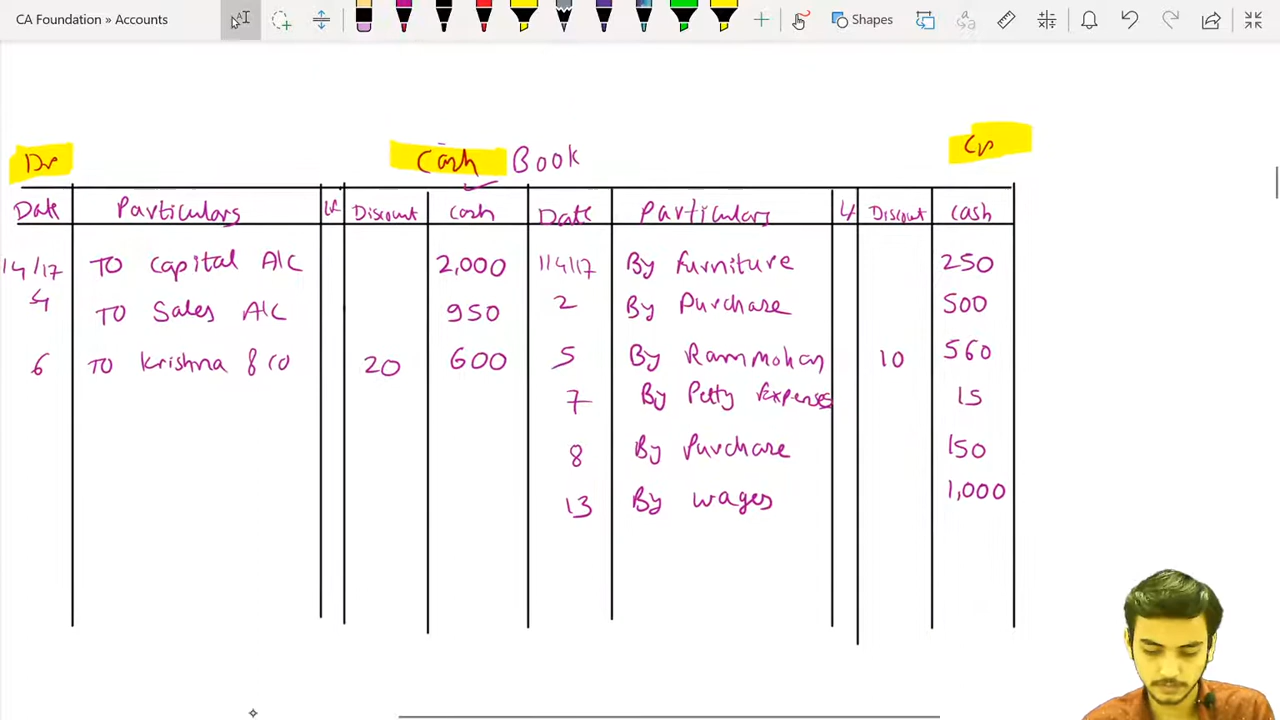 CA Foundation » Accounts
Shapes
Dr Cash Book Cr
Date Particulars LF Discount Cash Date Particulars Discount Cash
1/4/17 TO Capital A/C 2,000 1/4/17 By Furniture 250
4 TO Sales A/C 950 2 By Purchase 500
6 TO Krishna & co 20 600 5 By Rammohan 10 560
7 By Petty Expenses 15
8 By Purchase 150
13 By wages 1,000